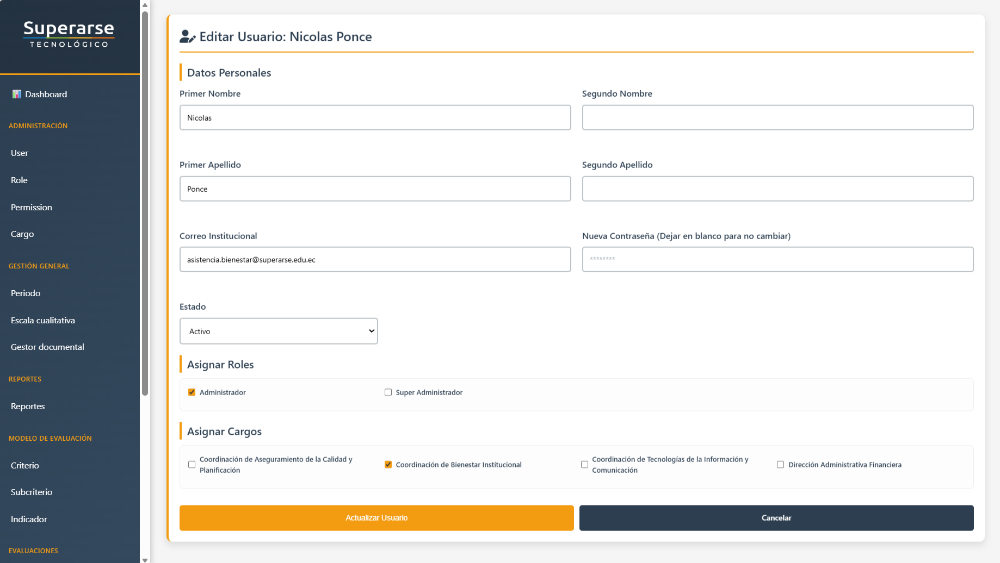 Superarse
TECNOLÓGICO
Dashboard
ADMINISTRACIÓN
User
Role
Permission
Cargo
GESTIÓN GENERAL
Periodo
Escala cualitativa
Gestor documental
REPORTES
Reportes
MODELO DE EVALUACIÓN
Criterio
Subcriterio
Indicador
EVALUACIONES
Editar Usuario: Nicolas Ponce
Datos Personales
Primer Nombre
Nicolas
Segundo Nombre
Primer Apellido
Ponce
Segundo Apellido
Correo Institucional
asistencia.bienestar@superarse.edu.ec
Nueva Contraseña (Dejar en blanco para no cambiar)
********
Estado
Activo
Asignar Roles
Administrador
Super Administrador
Asignar Cargos
Coordinación de Aseguramiento de la Calidad y
Planificación
Coordinación de Bienestar Institucional
Coordinación de Tecnologías de la Información y
Comunicación
Dirección Administrativa Financiera
Actualizar Usuario
Cancelar